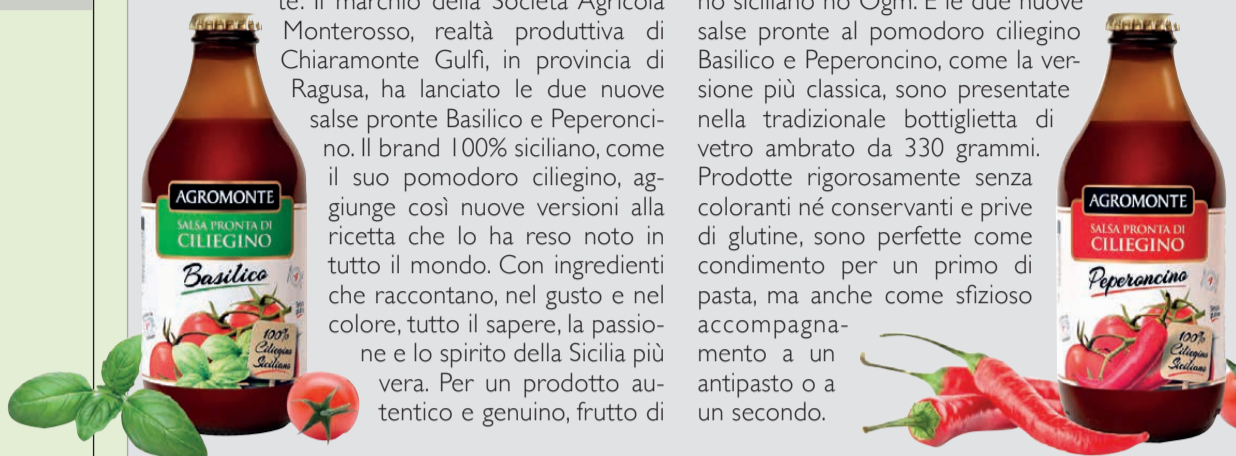 te. Il marchio della Società Agricola
Monterosso, realtà produttiva di
Chiaramonte Gulfi, in provincia di
Ragusa, ha lanciato le due nuove
salse pronte Basilico e Peperonci-
no. Il brand 100% siciliano, come
il suo pomodoro ciliegino, ag-
giunge così nuove versioni alla
ricetta che lo ha reso noto in
tutto il mondo. Con ingredienti
che raccontano, nel gusto e nel
colore, tutto il sapere, la passio-
ne e lo spirito della Sicilia più
vera. Per un prodotto au-
tentico e genuino, frutto di
no siciliano no Ogm. E le due nuove
salse pronte al pomodoro ciliegino
Basilico e Peperoncino, come la ver-
sione più classica, sono presentate
nella tradizionale bottiglietta di
vetro ambrato da 330 grammi.
Prodotte rigorosamente senza
coloranti né conservanti e prive
di glutine, sono perfette come
condimento per un primo di
pasta, ma anche come sfizioso
accompagna-
mento a un
antipasto o a
un secondo.
AGROMONTE
SALSA PRONTA DI
CILIEGINO
Basilico
100%
Ciliegino
Siciliano
AGROMONTE
SALSA PRONTA DI
CILIEGINO
Peperoncino
100%
Ciliegino
Siciliano